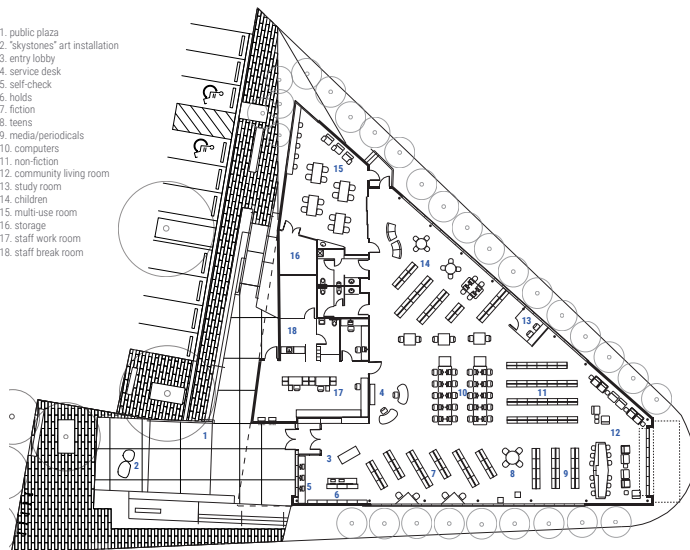 1. public plaza
2. "skystones" art installation
3. entry lobby
4. service desk
5. self-check
6. holds
7. fiction
8. teens
9. media/periodicals
10. computers
11. non-fiction
12. community living room
13. study room
14. children
15. multi-use room
16. storage
17. staff work room
18. staff break room
15
14
16
13
18
17
4
10
11
12
1
2
3
5
6
7
8
9